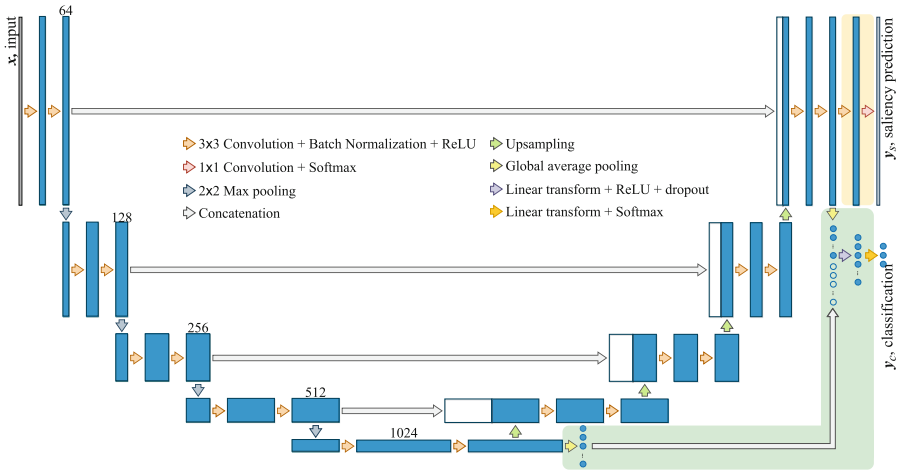 64
x, input
3x3 Convolution + Batch Normalization + ReLU
1x1 Convolution + Softmax
2x2 Max pooling
Concatenation
Upsampling
Global average pooling
Linear transform + ReLU + dropout
Linear transform + Softmax
yS, saliency prediction
128
256
512
1024
yC, classification